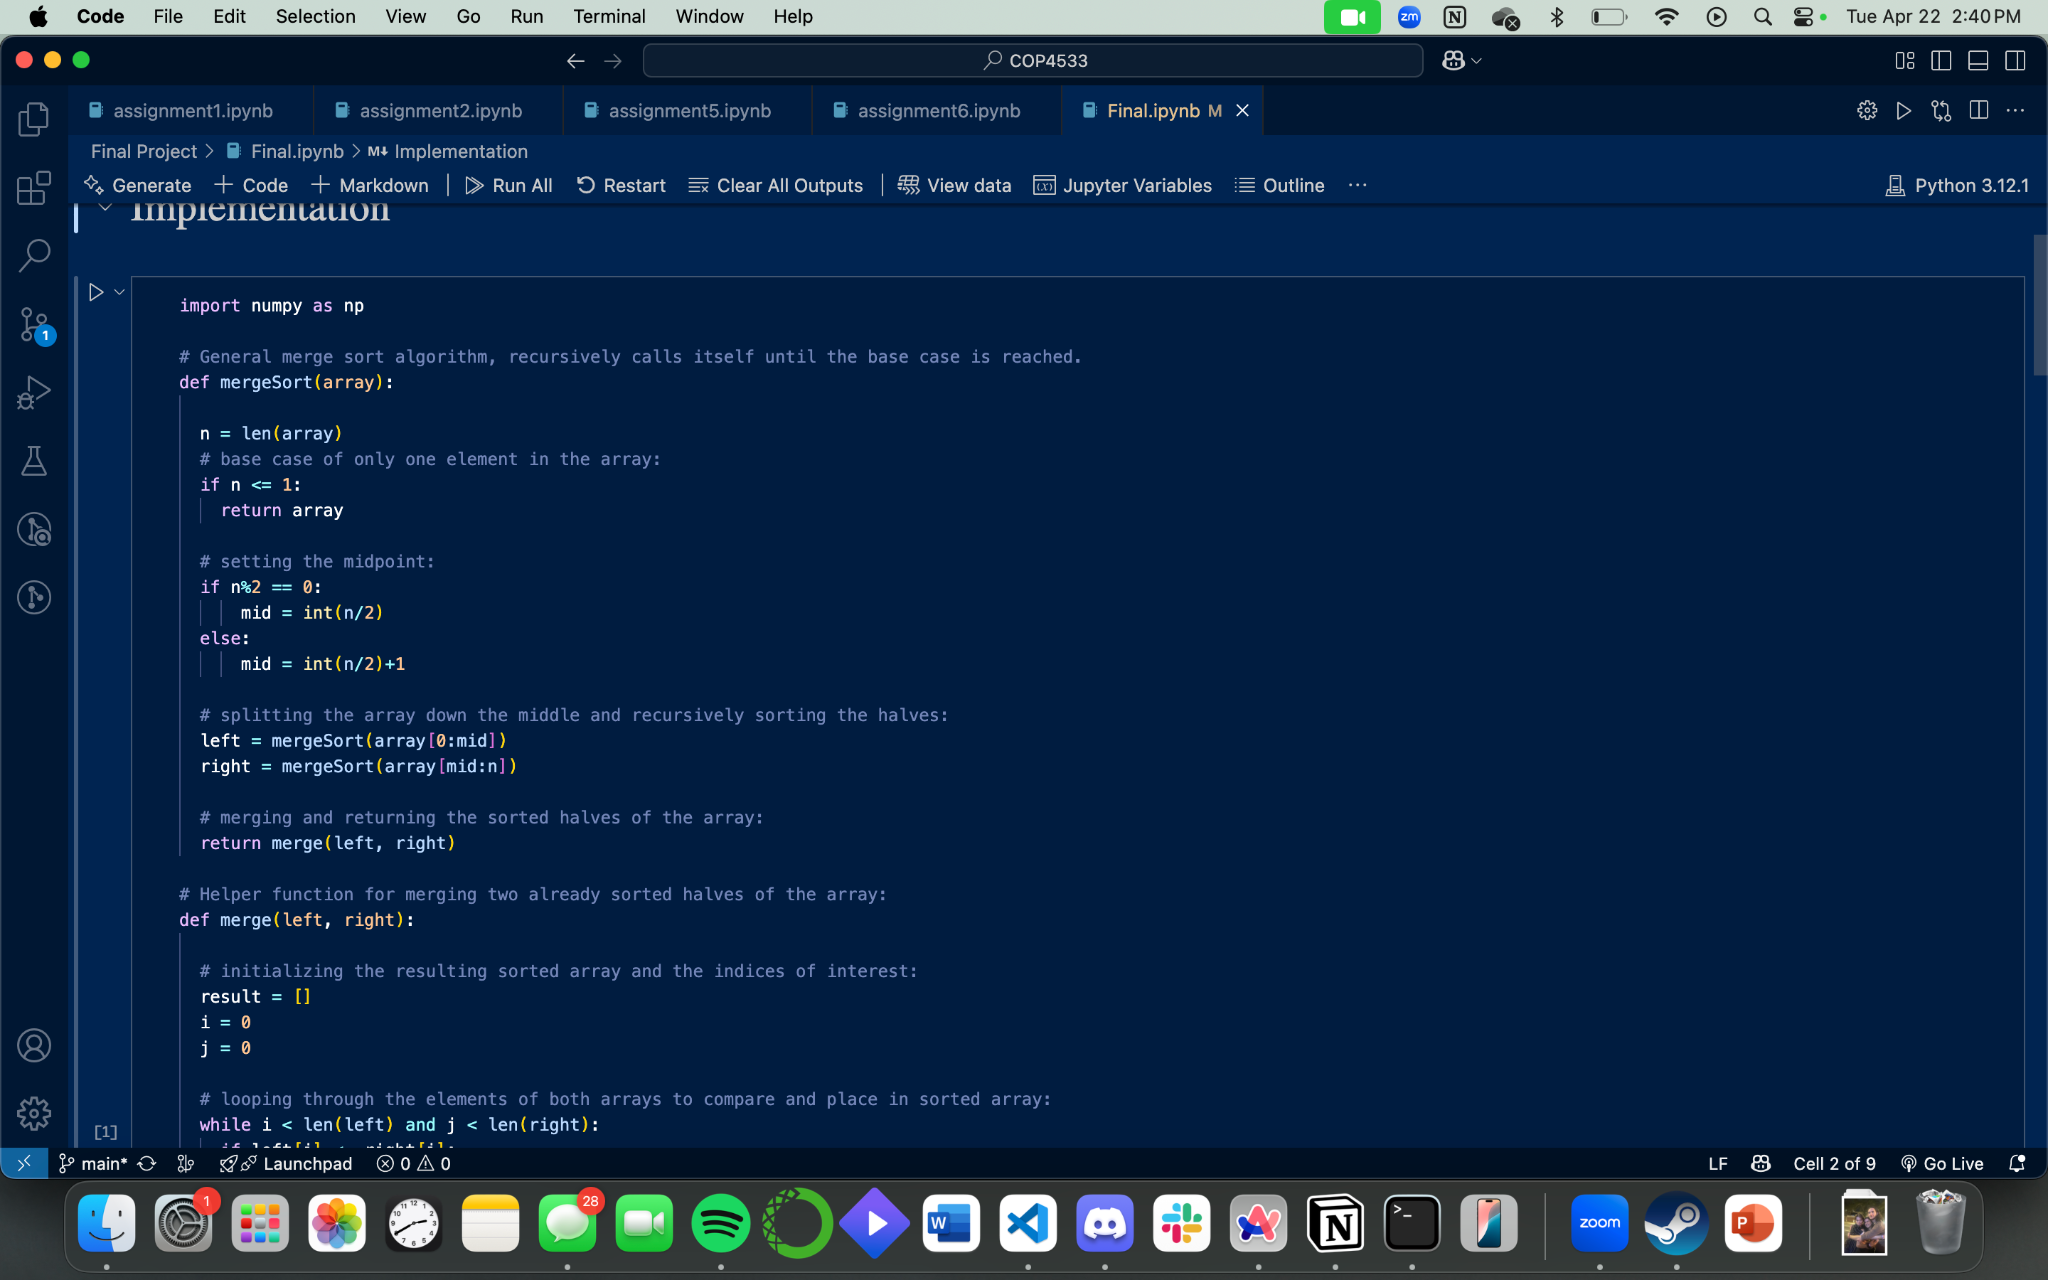 Code File Edit Selection View Go Run Terminal Window Help zm N Tue Apr 22 2:40 PM
COP4533
assignment1.ipynb assignment2.ipynb assignment5.ipynb assignment6.ipynb Final.ipynb M
Final Project > Final.ipynb > M↓ Implementation
Generate + Code + Markdown | Run All Restart Clear All Outputs | View data Jupyter Variables Outline ... Python 3.12.1
Implementation
import numpy as np
# General merge sort algorithm, recursively calls itself until the base case is reached.
def mergeSort(array):
n = len(array)
# base case of only one element in the array:
if n <= 1:
return array
# setting the midpoint:
if n%2 == 0:
mid = int(n/2)
else:
mid = int(n/2)+1
# splitting the array down the middle and recursively sorting the halves:
left = mergeSort(array[0:mid])
right = mergeSort(array[mid:n])
# merging and returning the sorted halves of the array:
return merge(left, right)
# Helper function for merging two already sorted halves of the array:
def merge(left, right):
# initializing the resulting sorted array and the indices of interest:
result = []
i = 0
j = 0
# looping through the elements of both arrays to compare and place in sorted array:
while i < len(left) and j < len(right):
[1]
1
main* Launchpad 0 0 LF Cell 2 of 9 Go Live
1 28 W N >_ zoom P